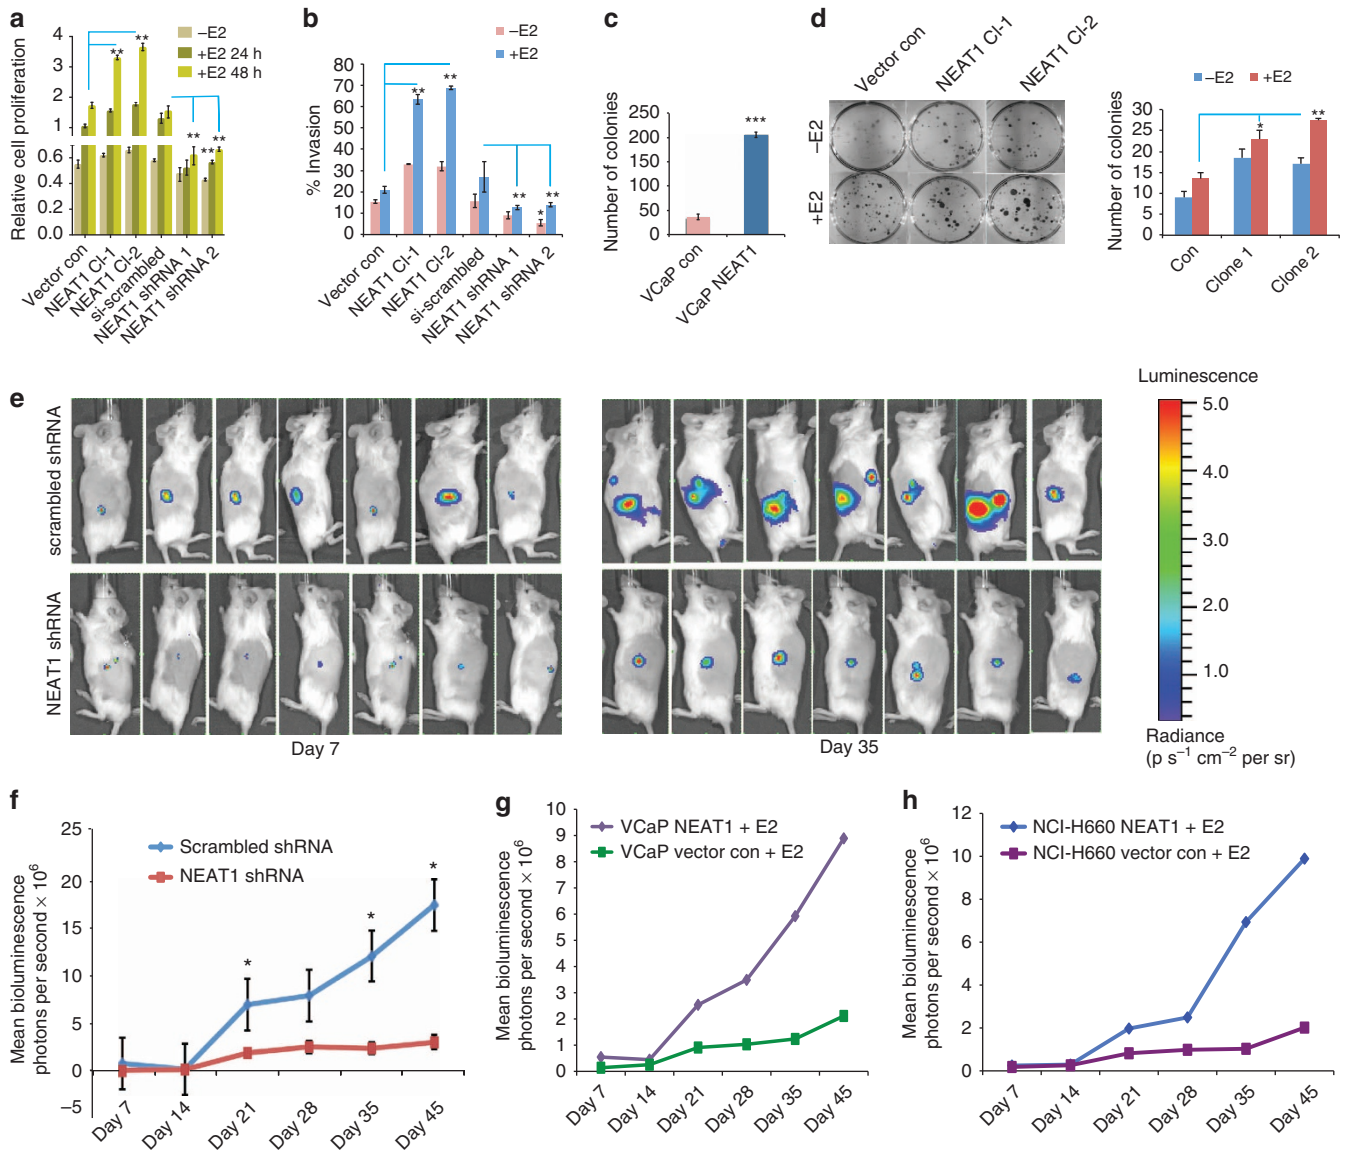 a
Relative cell proliferation
4
3
2
1
0.6
0.4
0.2
0.0
–E2
+E2 24 h
+E2 48 h
**
**
**
**
**
Vector con
NEAT1 Cl-1
NEAT1 Cl-2
si-scrambled
NEAT1 shRNA 1
NEAT1 shRNA 2
b
% Invasion
80
70
60
50
40
30
20
10
0
–E2
+E2
**
**
**
*
**
Vector con
NEAT1 Cl-1
NEAT1 Cl-2
si-scrambled
NEAT1 shRNA 1
NEAT1 shRNA 2
c
Number of colonies
250
200
150
100
50
0
***
VCaP con
VCaP NEAT1
d
Vector con
NEAT1 Cl-1
NEAT1 Cl-2
–E2
+E2
–E2
+E2
Number of colonies
30
25
20
15
10
5
0
*
**
Con
Clone 1
Clone 2
e
scrambled shRNA
NEAT1 shRNA
Day 7
Day 35
Luminescence
5.0
4.0
3.0
2.0
1.0
Radiance
(p s⁻¹ cm⁻² per sr)
f
Mean bioluminescence
photons per second × 10⁶
25
20
15
10
5
0
–5
Scrambled shRNA
NEAT1 shRNA
*
*
*
Day 7
Day 14
Day 21
Day 28
Day 35
Day 45
g
Mean bioluminescence
photons per second × 10⁶
10
9
8
7
6
5
4
3
2
1
0
VCaP NEAT1 + E2
VCaP vector con + E2
Day 7
Day 14
Day 21
Day 28
Day 35
Day 45
h
Mean bioluminescence
photons per second × 10⁶
12
10
8
6
4
2
0
NCI-H660 NEAT1 + E2
NCI-H660 vector con + E2
Day 7
Day 14
Day 21
Day 28
Day 35
Day 45